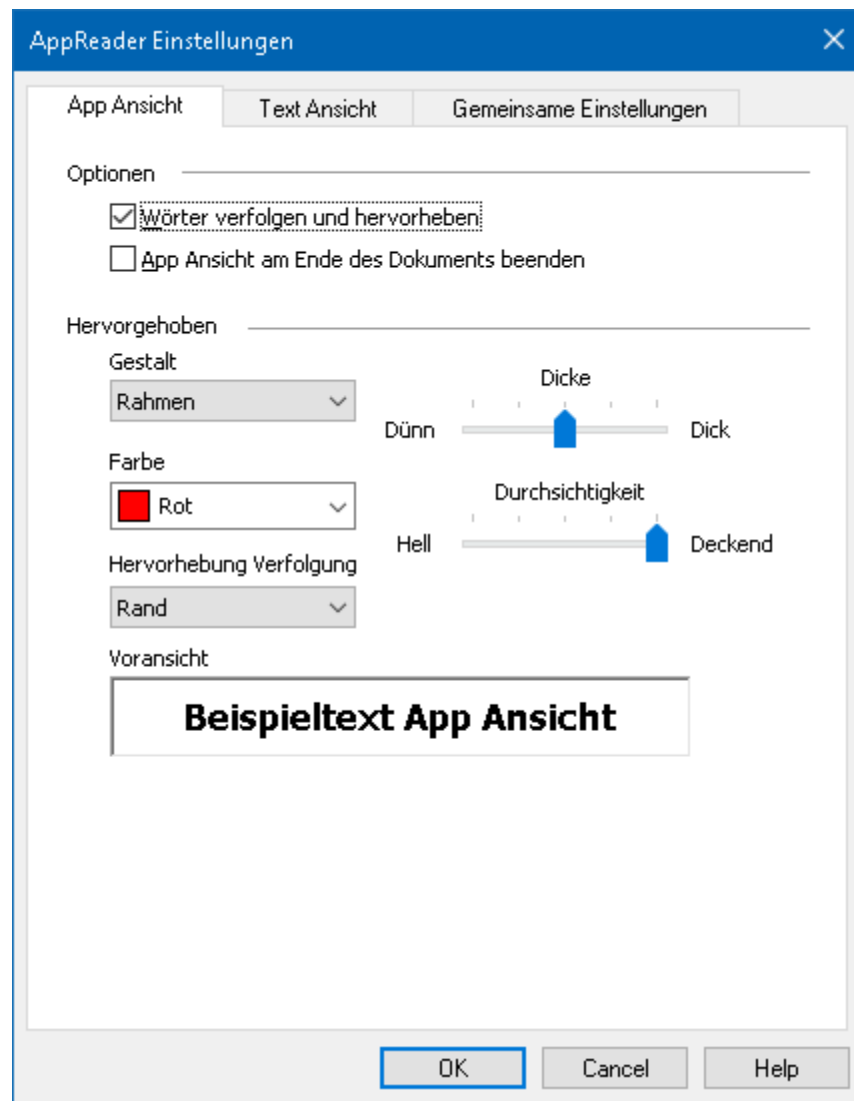 AppReader Einstellungen
App Ansicht Text Ansicht Gemeinsame Einstellungen
Optionen
Wörter verfolgen und hervorheben
App Ansicht am Ende des Dokuments beenden
Hervorgehoben
Gestalt
Rahmen
Dicke
Dünn Dick
Farbe
Rot
Durchsichtigkeit
Hell Deckend
Hervorhebung Verfolgung
Rand
Voransicht
Beispieltext App Ansicht
OK Cancel Help